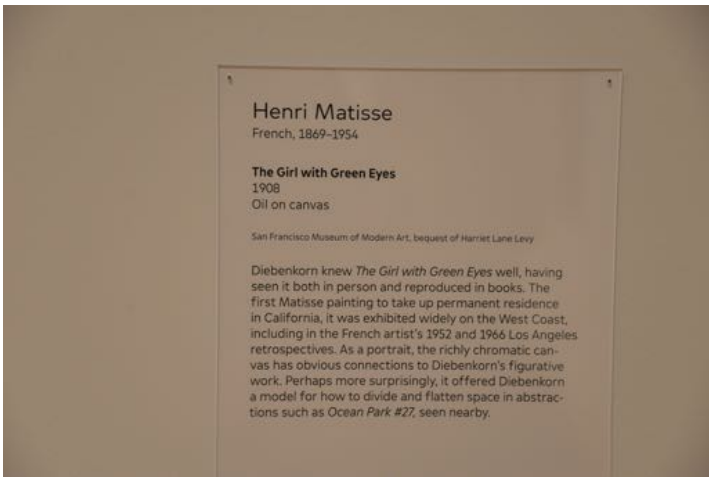 Henri Matisse
French, 1869–1954
The Girl with Green Eyes
1908
Oil on canvas
San Francisco Museum of Modern Art, bequest of Harriet Lane Levy
Diebenkorn knew The Girl with Green Eyes well, having
seen it both in person and reproduced in books. The
first Matisse painting to take up permanent residence
in California, it was exhibited widely on the West Coast,
including in the French artist's 1952 and 1966 Los Angeles
retrospectives. As a portrait, the richly chromatic can-
vas has obvious connections to Diebenkorn's figurative
work. Perhaps more surprisingly, it offered Diebenkorn
a model for how to divide and flatten space in abstrac-
tions such as Ocean Park #27, seen nearby.